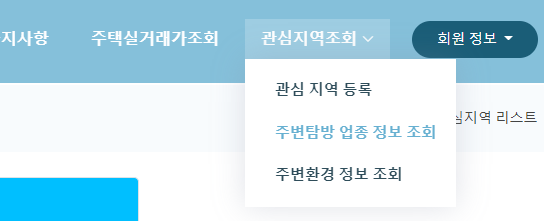 지사항 주택실거래가조회 관심지역조회 회원 정보
관심 지역 등록
심지역 리스트
주변탐방 업종 정보 조회
주변환경 정보 조회